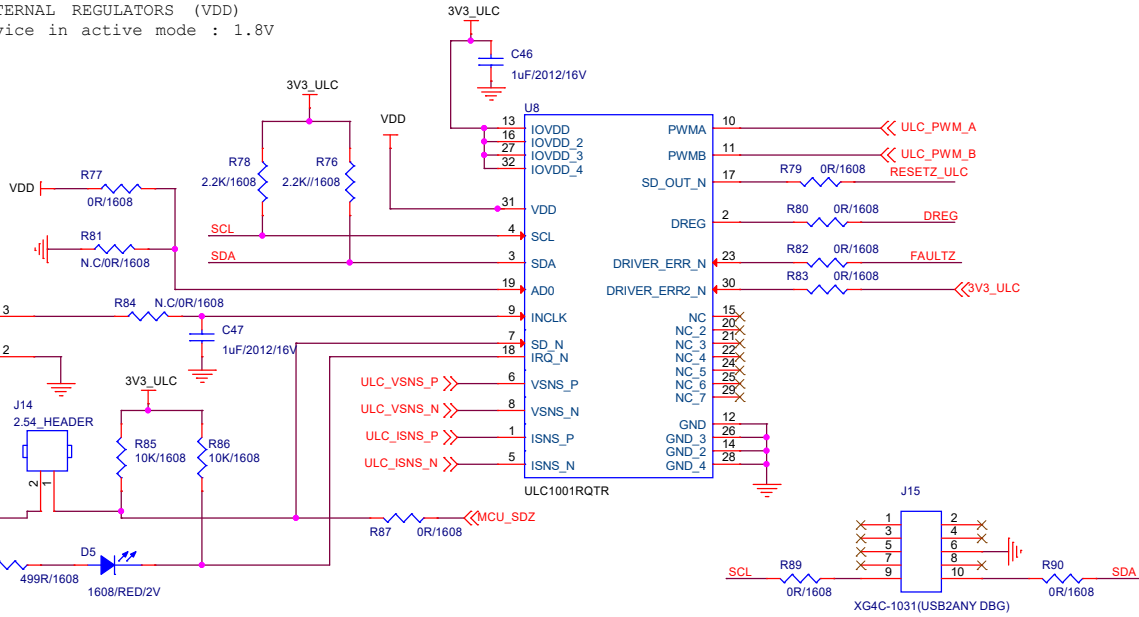 TERNAL REGULATORS (VDD)
vice in active mode : 1.8V
3V3_ULC
C46
1uF/2012/16V
3V3_ULC
VDD
U8
R78
2.2K/1608
R76
2.2K//1608
VDD
R77
0R/1608
R81
N.C/0R/1608
SCL
SDA
13
16
27
32
31
4
3
19
9
7
18
6
8
1
5
IOVDD
IOVDD_2
IOVDD_3
IOVDD_4
VDD
SCL
SDA
AD0
INCLK
SD_N
IRQ_N
VSNS_P
VSNS_N
ISNS_P
ISNS_N
PWMA
PWMB
SD_OUT_N
DREG
DRIVER_ERR_N
DRIVER_ERR2_N
NC
NC_2
NC_3
NC_4
NC_5
NC_6
NC_7
GND
GND_3
GND_2
GND_4
10
11
17
2
23
30
15
20
21
22
24
25
29
12
26
14
28
ULC1001RQTR
ULC_PWM_A
ULC_PWM_B
R79 0R/1608
RESETZ_ULC
R80 0R/1608
DREG
R82 0R/1608
FAULTZ
R83 0R/1608
3V3_ULC
3
R84 N.C/0R/1608
C47
1uF/2012/16V
2
3V3_ULC
ULC_VSNS_P
ULC_VSNS_N
ULC_ISNS_P
ULC_ISNS_N
J14
2.54_HEADER
2
1
R85
10K/1608
R86
10K/1608
R87 0R/1608
MCU_SDZ
499R/1608
D5
1608/RED/2V
J15
1 2
3 4
5 6
7 8
9 10
SCL
R89
0R/1608
R90
0R/1608
SDA
XG4C-1031(USB2ANY DBG)